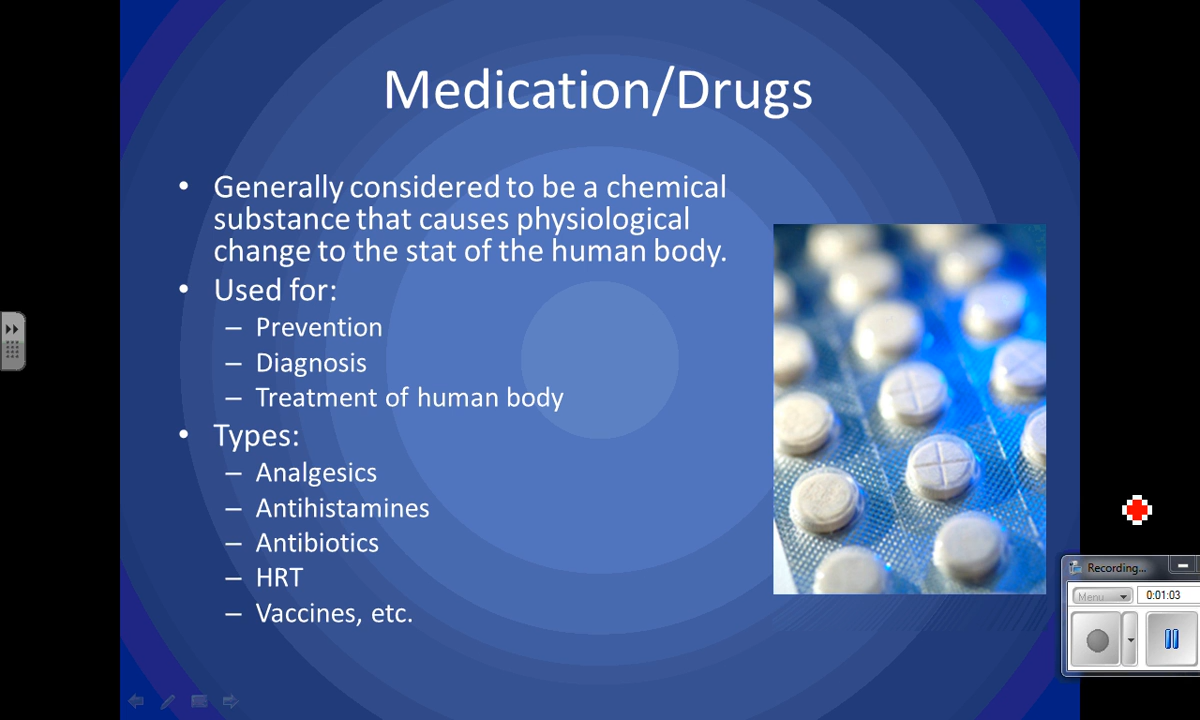 Medication/Drugs
• Generally considered to be a chemical
substance that causes physiological
change to the stat of the human body.
• Used for:
– Prevention
– Diagnosis
– Treatment of human body
• Types:
– Analgesics
– Antihistamines
– Antibiotics
– HRT
– Vaccines, etc.
Recording...
Menu
0:01:03